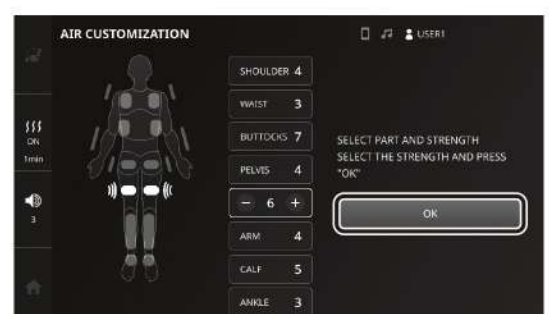 AIR CUSTOMIZATION
USER1
ON
1min
3
SHOULDER 4
WAIST 3
BUTTOCKS 7
PELVIS 4
− 6 +
ARM 4
CALF 5
ANKLE 3
SELECT PART AND STRENGTH
SELECT THE STRENGTH AND PRESS
"OK"
OK